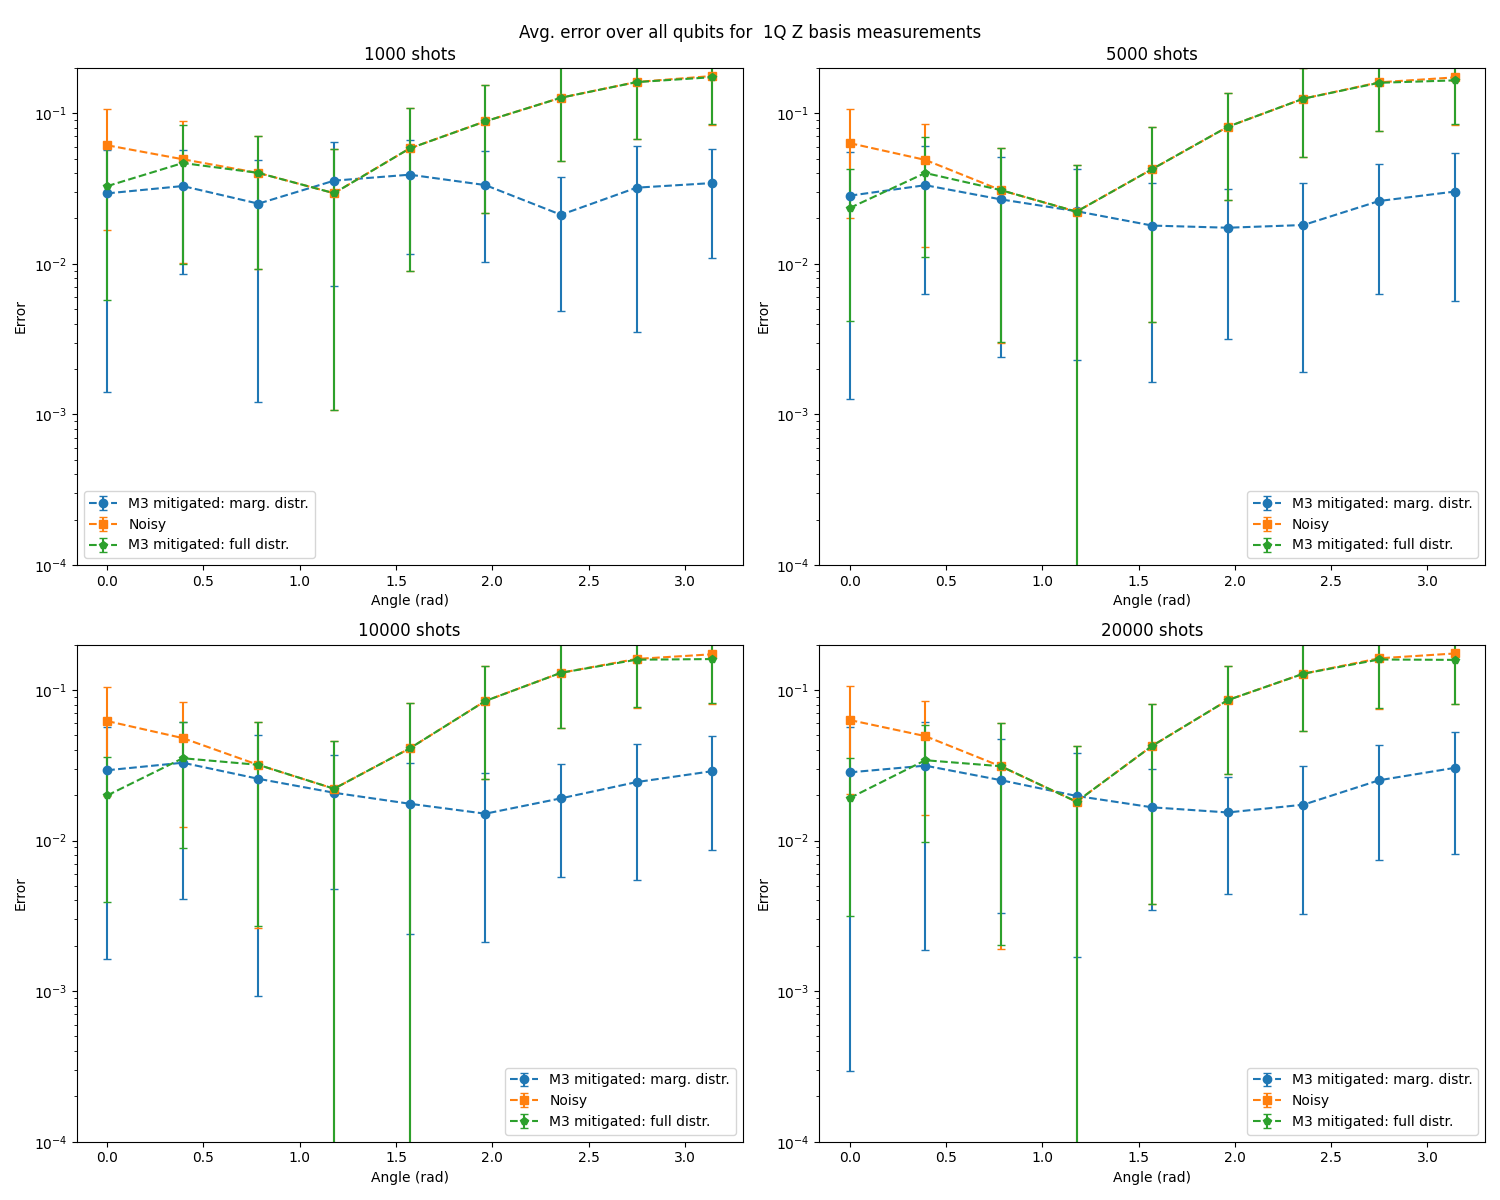 Avg. error over all qubits for  1Q Z basis measurements
1000 shots
10⁻¹
10⁻²
10⁻³
10⁻⁴
Error
0.0 0.5 1.0 1.5 2.0 2.5 3.0
Angle (rad)
M3 mitigated: marg. distr.
Noisy
M3 mitigated: full distr.
5000 shots
10⁻¹
10⁻²
10⁻³
10⁻⁴
Error
0.0 0.5 1.0 1.5 2.0 2.5 3.0
Angle (rad)
M3 mitigated: marg. distr.
Noisy
M3 mitigated: full distr.
10000 shots
10⁻¹
10⁻²
10⁻³
10⁻⁴
Error
0.0 0.5 1.0 1.5 2.0 2.5 3.0
Angle (rad)
M3 mitigated: marg. distr.
Noisy
M3 mitigated: full distr.
20000 shots
10⁻¹
10⁻²
10⁻³
10⁻⁴
Error
0.0 0.5 1.0 1.5 2.0 2.5 3.0
Angle (rad)
M3 mitigated: marg. distr.
Noisy
M3 mitigated: full distr.